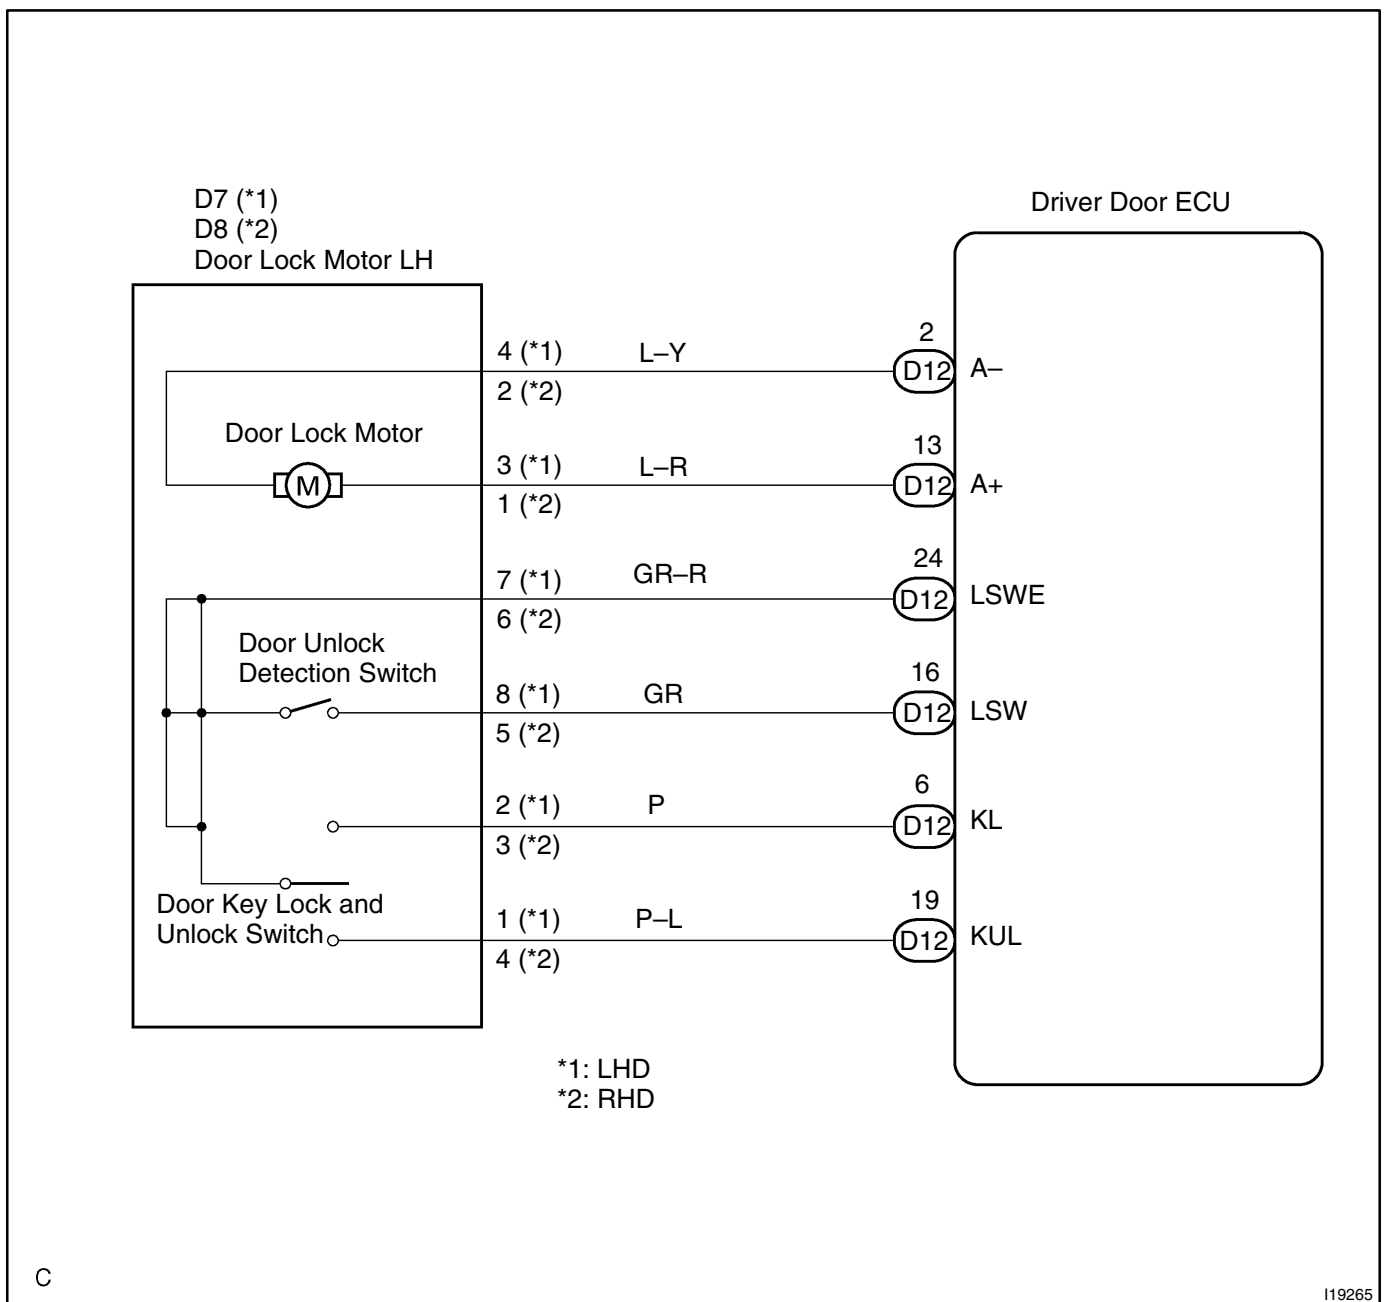 D7 (*1)
D8 (*2)
Door Lock Motor LH
Driver Door ECU
4 (*1)
L–Y
2 (*2)
2
D12
A–
Door Lock Motor
M
3 (*1)
L–R
1 (*2)
13
D12
A+
7 (*1)
GR–R
6 (*2)
24
D12
LSWE
Door Unlock
Detection Switch
8 (*1)
GR
5 (*2)
16
D12
LSW
2 (*1)
P
3 (*2)
6
D12
KL
Door Key Lock and
Unlock Switch
1 (*1)
P–L
4 (*2)
19
D12
KUL
*1: LHD
*2: RHD
C
I19265